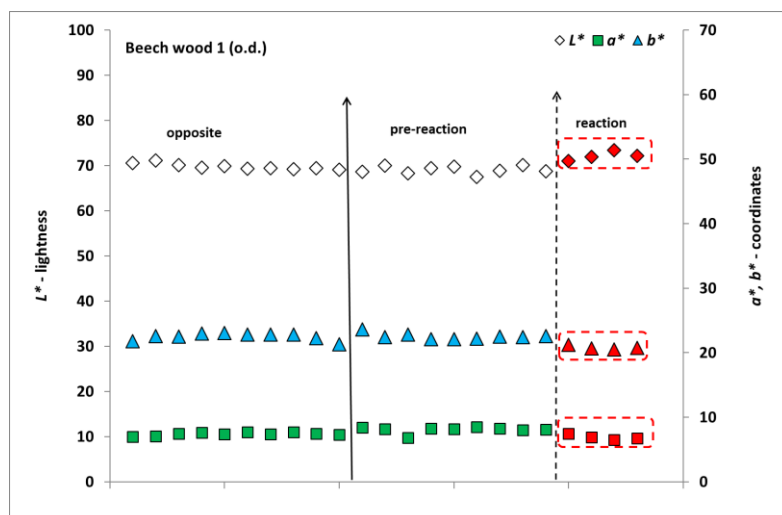 Beech wood 1 (o.d.)
L* a* b*
opposite
pre-reaction
reaction
L* - lightness
100
90
80
70
60
50
40
30
20
10
0
a*, b* - coordinates
70
60
50
40
30
20
10
0